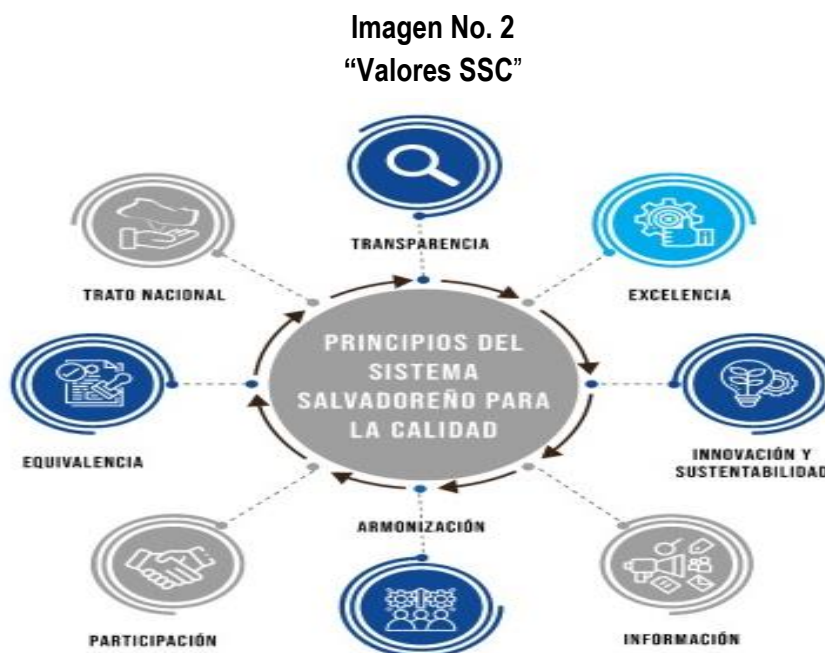 Imagen No. 2
“Valores SSC”
TRANSPARENCIA
TRATO NACIONAL
EXCELENCIA
PRINCIPIOS DEL
SISTEMA
SALVADOREÑO PARA
LA CALIDAD
EQUIVALENCIA
INNOVACIÓN Y
SUSTENTABILIDAD
ARMONIZACIÓN
PARTICIPACIÓN
INFORMACIÓN